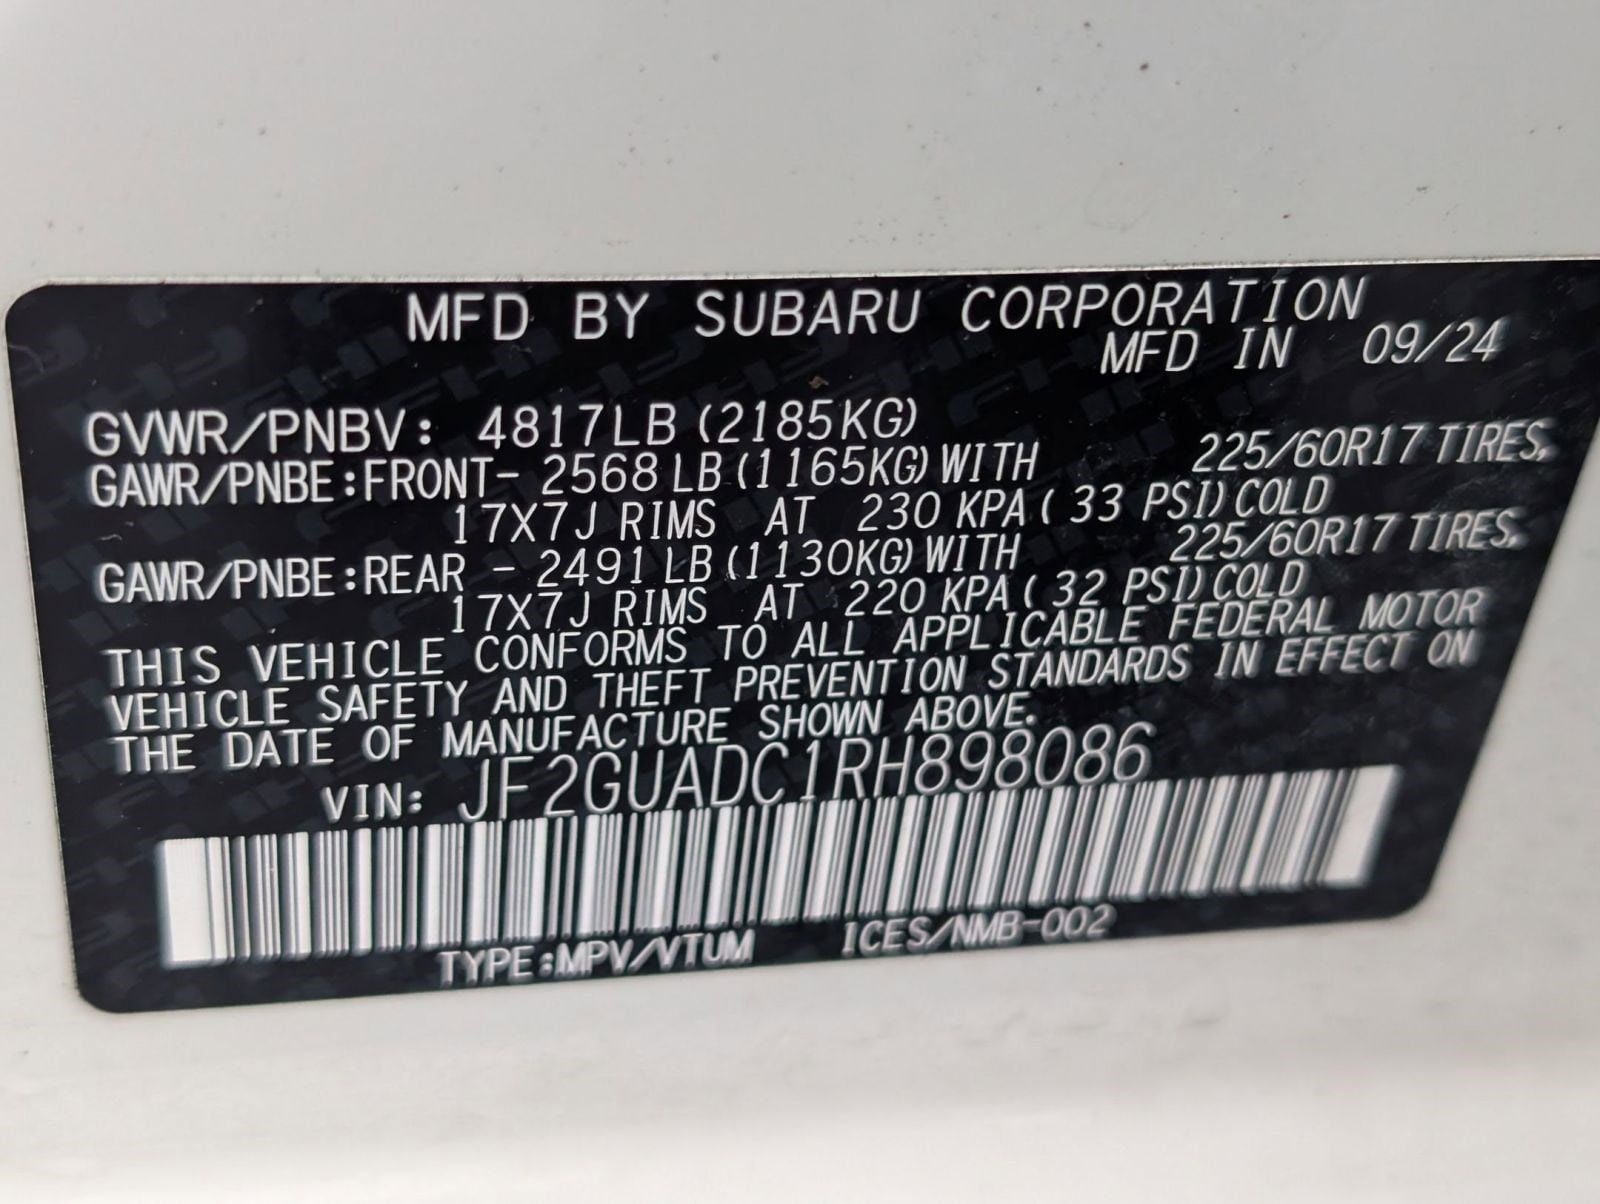 MFD BY SUBARU CORPORATION
MFD IN 09/24
GVWR/PNBV: 4817LB (2185KG)
GAWR/PNBE:FRONT- 2568 LB (1165KG) WITH 225/60R17 TIRES,
17X7J RIMS AT 230 KPA ( 33 PSI) COLD
GAWR/PNBE:REAR - 2491 LB (1130KG) WITH 225/60R17 TIRES,
17X7J RIMS AT 220 KPA ( 32 PSI) COLD
THIS VEHICLE CONFORMS TO ALL APPLICABLE FEDERAL MOTOR
VEHICLE SAFETY AND THEFT PREVENTION STANDARDS IN EFFECT ON
THE DATE OF MANUFACTURE SHOWN ABOVE.
VIN: JF2GUADC1RH898086
TYPE:MPV/VTUM ICES/NMB-002